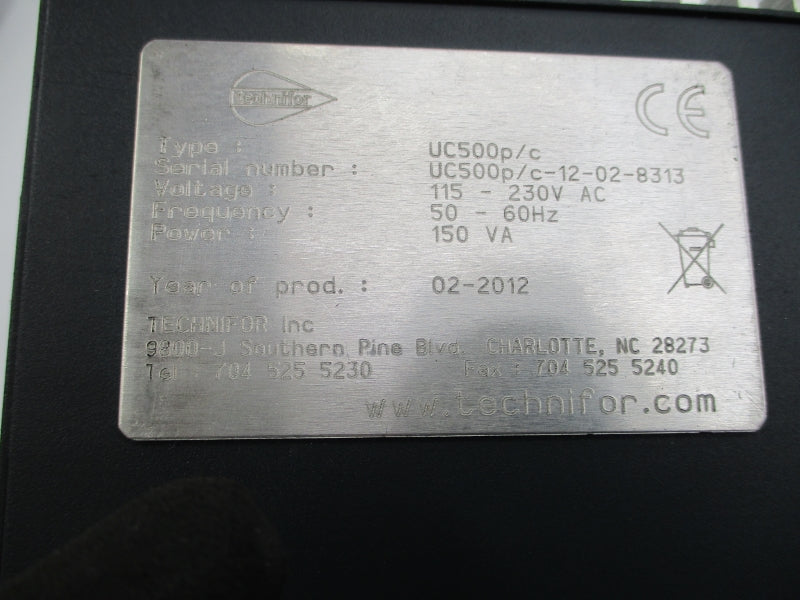 technifor
CE
Type : UC500p/c
Serial number : UC500p/c-12-02-8313
Voltage : 115 - 230V AC
Frequency : 50 - 60Hz
Power : 150 VA
Year of prod. : 02-2012
TECHNIFOR Inc
9800-J Southern Pine Blvd. CHARLOTTE, NC 28273
Tel 704 525 5230 Fax : 704 525 5240
www.technifor.com